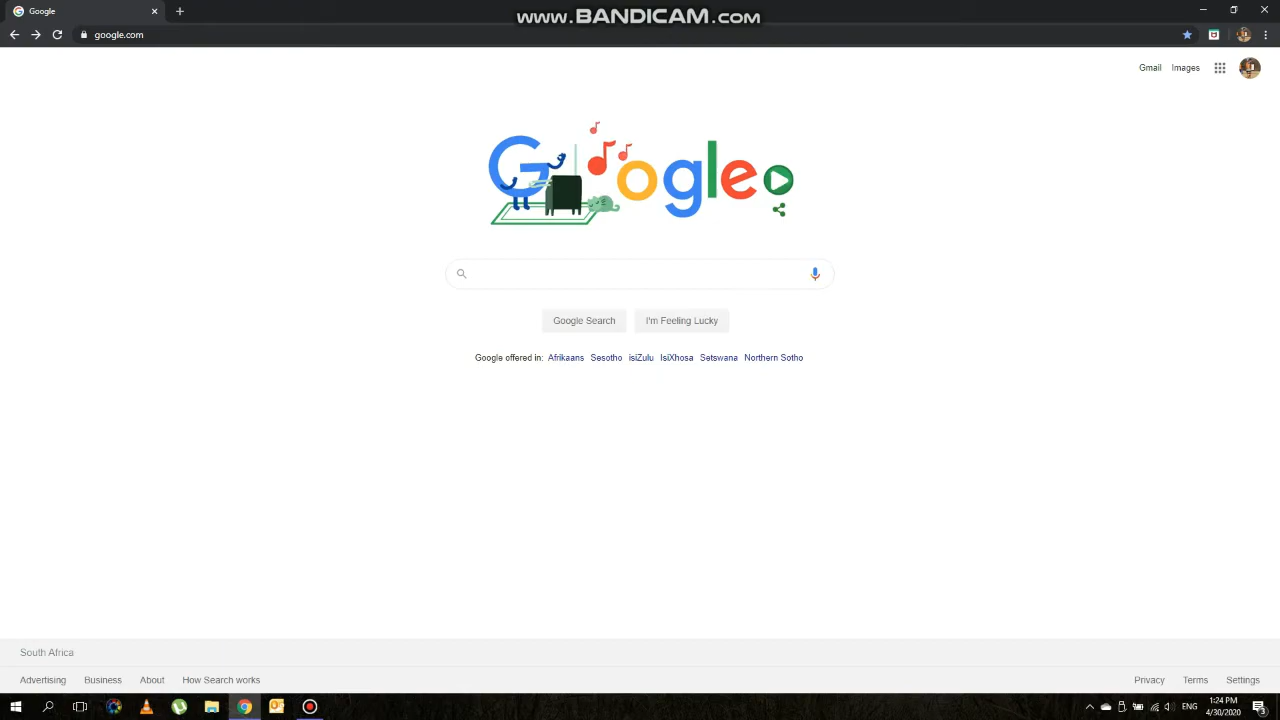 Google
www.BANDICAM.COM
google.com
Gmail Images
Google
Google Search I'm Feeling Lucky
Google offered in: Afrikaans Sesotho isiZulu IsiXhosa Setswana Northern Sotho
South Africa
Advertising Business About How Search works Privacy Terms Settings
ENG
1:24 PM
4/30/2020
3